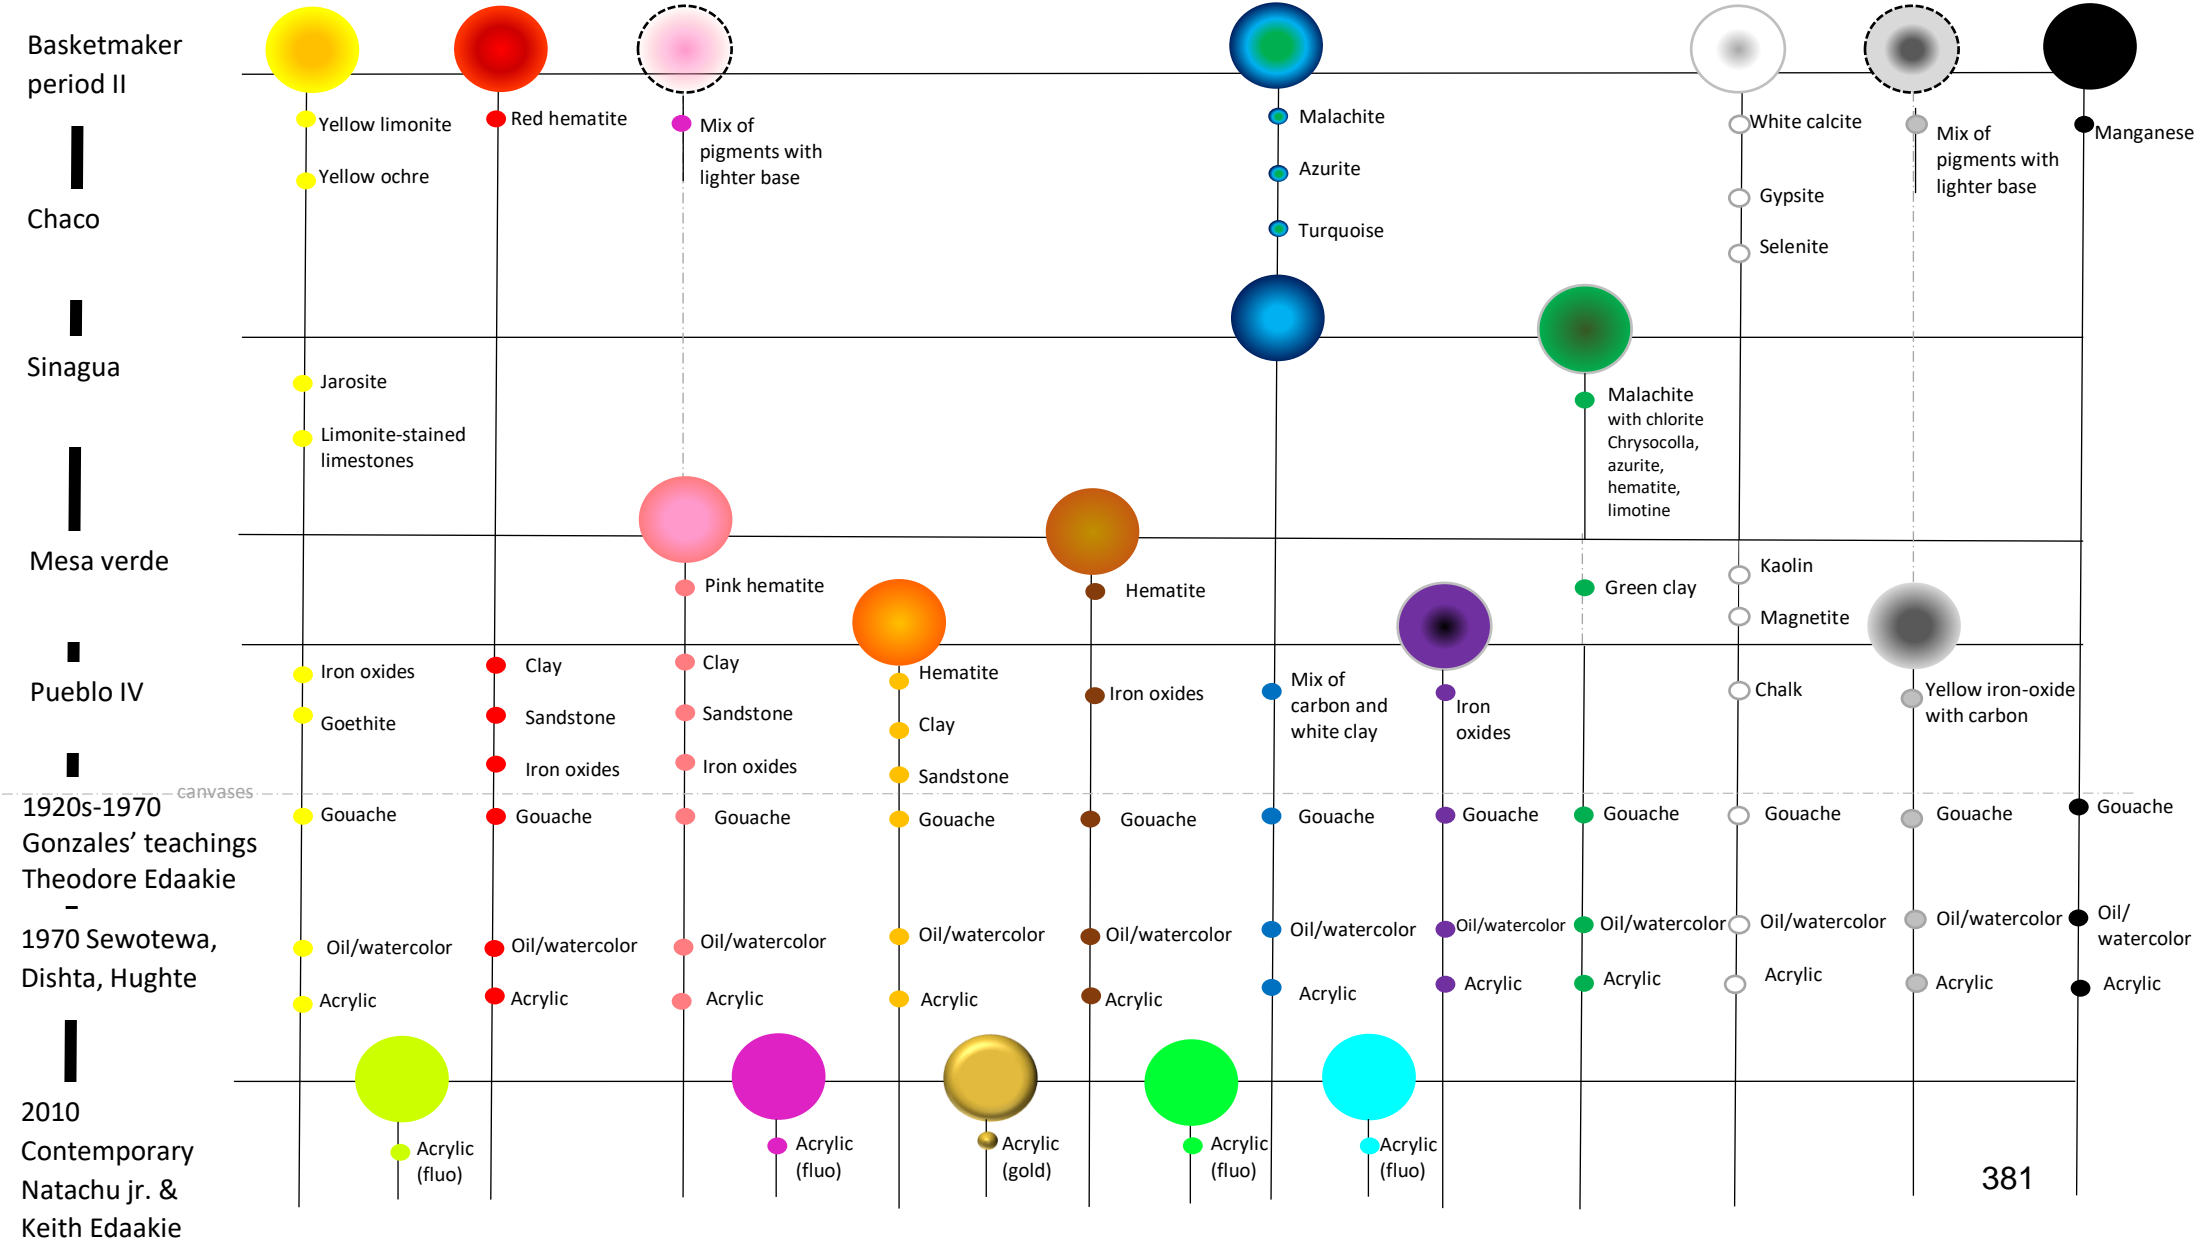 Basketmaker
period II
Yellow limonite
Red hematite
Mix of
pigments with
lighter base
Malachite
White calcite
Mix of
pigments with
lighter base
Manganese
Yellow ochre
Azurite
Gypsite
Chaco
Turquoise
Selenite
Sinagua
Jarosite
Limonite-stained
limestones
Malachite
with chlorite
Chrysocolla,
azurite,
hematite,
limotine
Mesa verde
Pink hematite
Hematite
Green clay
Kaolin
Magnetite
Pueblo IV
Iron oxides
Goethite
Clay
Sandstone
Iron oxides
Clay
Sandstone
Iron oxides
Hematite
Clay
Sandstone
Iron oxides
Mix of
carbon and
white clay
Iron
oxides
Chalk
Yellow iron-oxide
with carbon
canvases
1920s-1970
Gonzales’ teachings
Theodore Edaakie
Gouache
Gouache
Gouache
Gouache
Gouache
Gouache
Gouache
Gouache
Gouache
Gouache
Gouache
1970 Sewotewa,
Dishta, Hughte
Oil/watercolor
Oil/watercolor
Oil/watercolor
Oil/watercolor
Oil/watercolor
Oil/watercolor
Oil/watercolor
Oil/watercolor
Oil/watercolor
Oil/watercolor
Oil/
watercolor
Acrylic
Acrylic
Acrylic
Acrylic
Acrylic
Acrylic
Acrylic
Acrylic
Acrylic
Acrylic
Acrylic
2010
Contemporary
Natachu jr. &
Keith Edaakie
Acrylic
(fluo)
Acrylic
(fluo)
Acrylic
(gold)
Acrylic
(fluo)
Acrylic
(fluo)
381